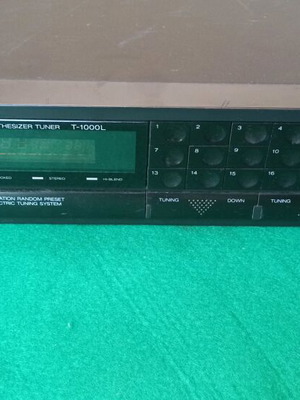 THESIZER TUNER T-1000L
1 2 3 4
7 8 9 10
13 14 15 16
STEREO HI-BLEND
ATION RANDOM PRESET
CTRIC TUNING SYSTEM
TUNING DOWN TUNING